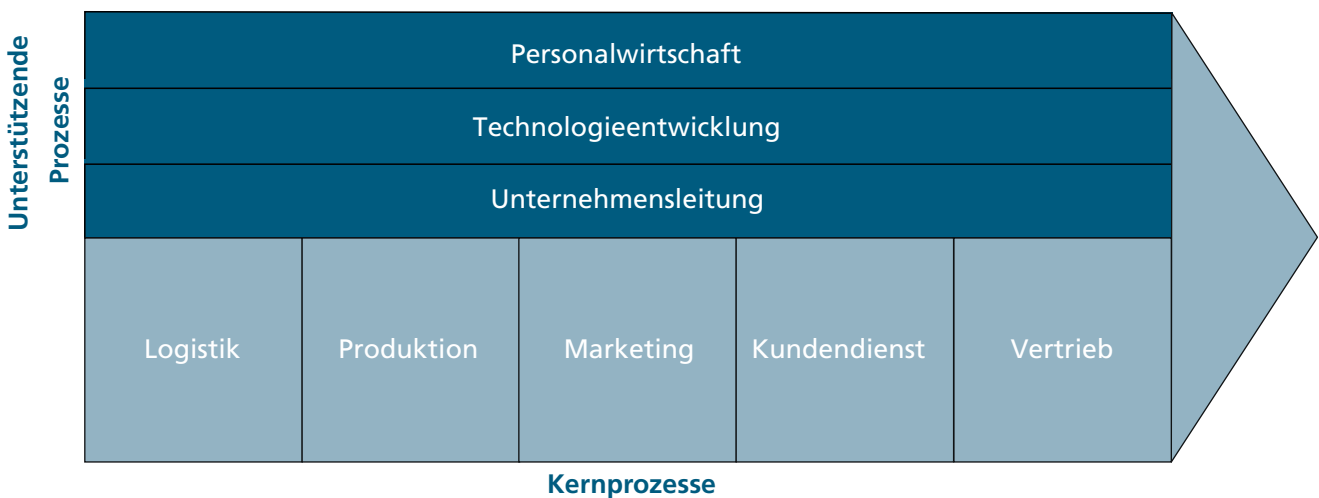 Unterstützende
Prozesse
Personalwirtschaft
Technologieentwicklung
Unternehmensleitung
Logistik
Produktion
Marketing
Kundendienst
Vertrieb
Kernprozesse